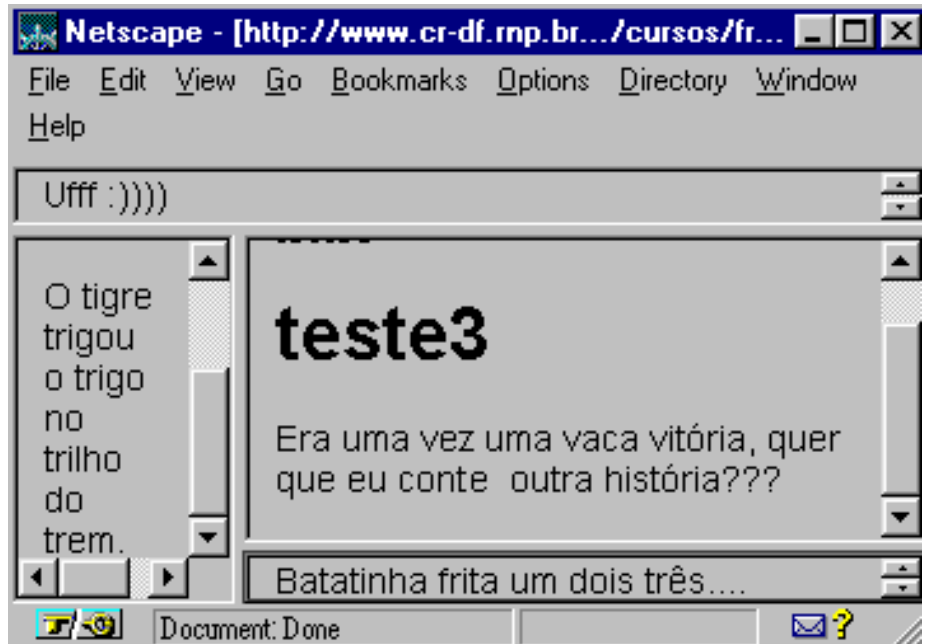 Netscape - [http://www.cr-df.rnp.br.../cursos/fr...
File Edit View Go Bookmarks Options Directory Window
Help
Ufff :))))
O tigre
trigou
o trigo
no
trilho
do
trem.
teste3
Era uma vez uma vaca vitória, quer
que eu conte  outra história???
Batatinha frita um dois três....
Document: Done